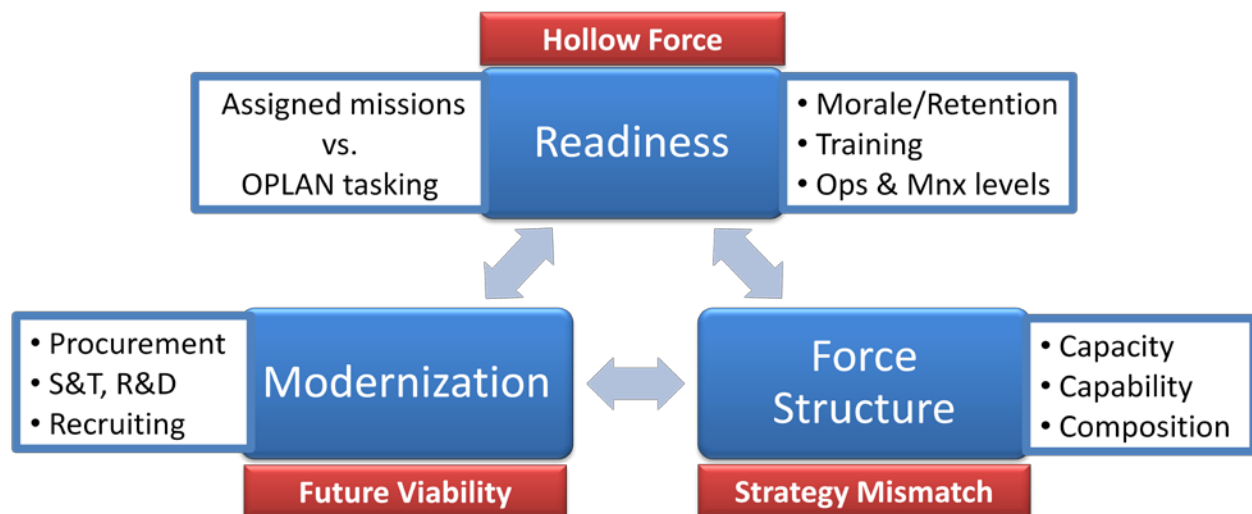 Hollow Force
Assigned missions
vs.
OPLAN tasking
Readiness
• Morale/Retention
• Training
• Ops & Mnx levels
• Procurement
• S&T, R&D
• Recruiting
Modernization
Future Viability
Force
Structure
• Capacity
• Capability
• Composition
Strategy Mismatch